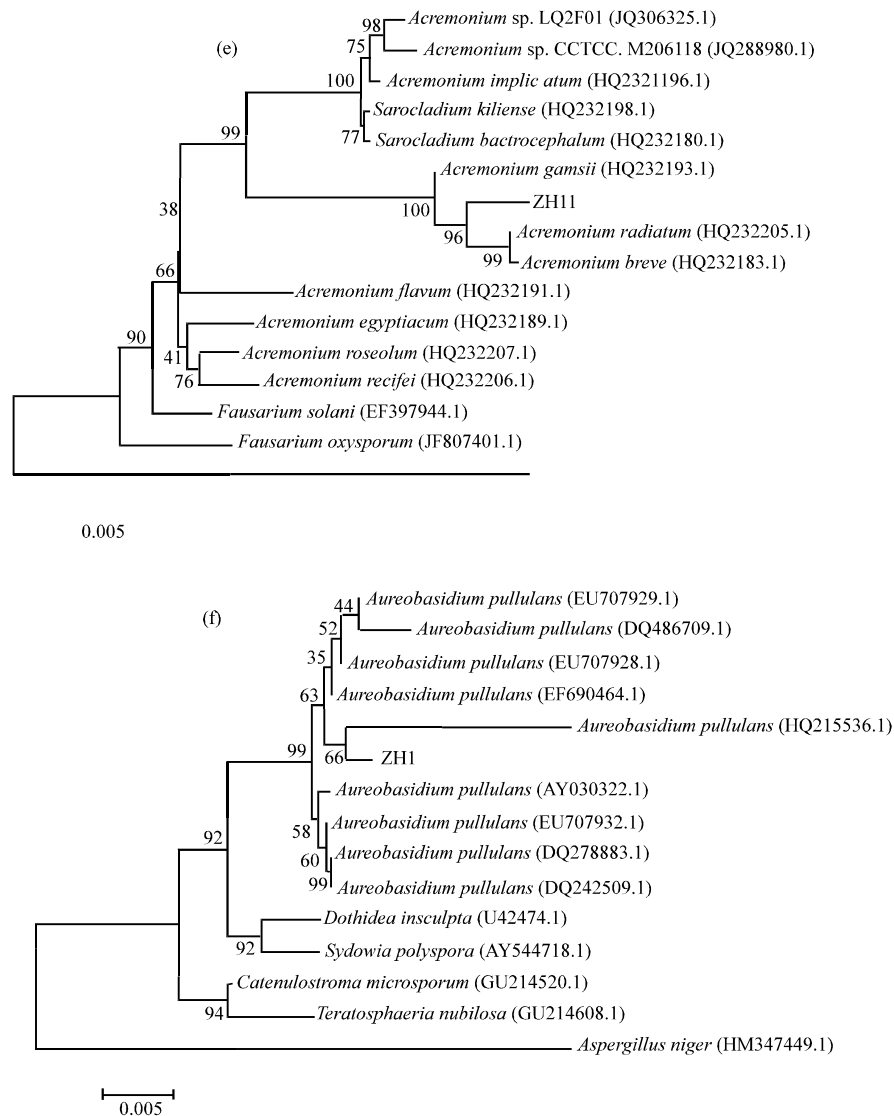 98
Acremonium sp. LQ2F01 (JQ306325.1)
(e)
75
Acremonium sp. CCTCC. M206118 (JQ288980.1)
100
Acremonium implic atum (HQ2321196.1)
Sarocladium kiliense (HQ232198.1)
99
77
Sarocladium bactrocephalum (HQ232180.1)
Acremonium gamsii (HQ232193.1)
38
100
ZH11
96
Acremonium radiatum (HQ232205.1)
99
Acremonium breve (HQ232183.1)
66
Acremonium flavum (HQ232191.1)
Acremonium egyptiacum (HQ232189.1)
90
41
Acremonium roseolum (HQ232207.1)
76
Acremonium recifei (HQ232206.1)
Fausarium solani (EF397944.1)
Fausarium oxysporum (JF807401.1)
0.005
(f)
44
Aureobasidium pullulans (EU707929.1)
52
Aureobasidium pullulans (DQ486709.1)
35
Aureobasidium pullulans (EU707928.1)
63
Aureobasidium pullulans (EF690464.1)
Aureobasidium pullulans (HQ215536.1)
99
66
ZH1
Aureobasidium pullulans (AY030322.1)
58
Aureobasidium pullulans (EU707932.1)
92
60
Aureobasidium pullulans (DQ278883.1)
99
Aureobasidium pullulans (DQ242509.1)
Dothidea insculpta (U42474.1)
92
Sydowia polyspora (AY544718.1)
Catenulostroma microsporum (GU214520.1)
94
Teratosphaeria nubilosa (GU214608.1)
Aspergillus niger (HM347449.1)
0.005